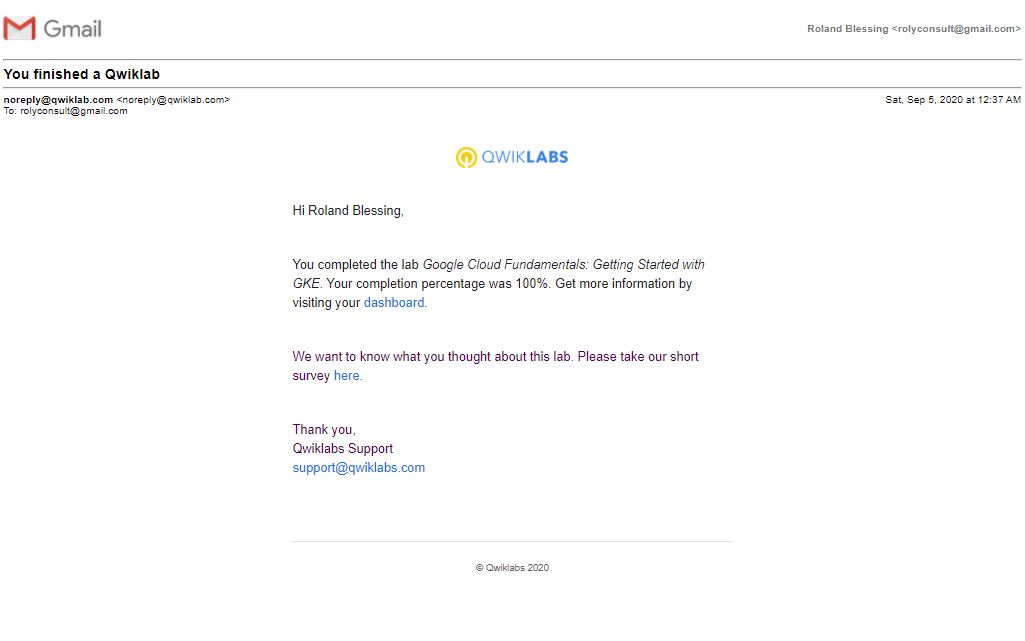 Gmail
Roland Blessing <rolyconsult@gmail.com>
You finished a Qwiklab
noreply@qwiklab.com <noreply@qwiklab.com>
Sat, Sep 5, 2020 at 12:37 AM
To: rolyconsult@gmail.com
QWIKLABS
Hi Roland Blessing,
You completed the lab Google Cloud Fundamentals: Getting Started with
GKE. Your completion percentage was 100%. Get more information by
visiting your dashboard.
We want to know what you thought about this lab. Please take our short
survey here.
Thank you,
Qwiklabs Support
support@qwiklabs.com
© Qwiklabs 2020